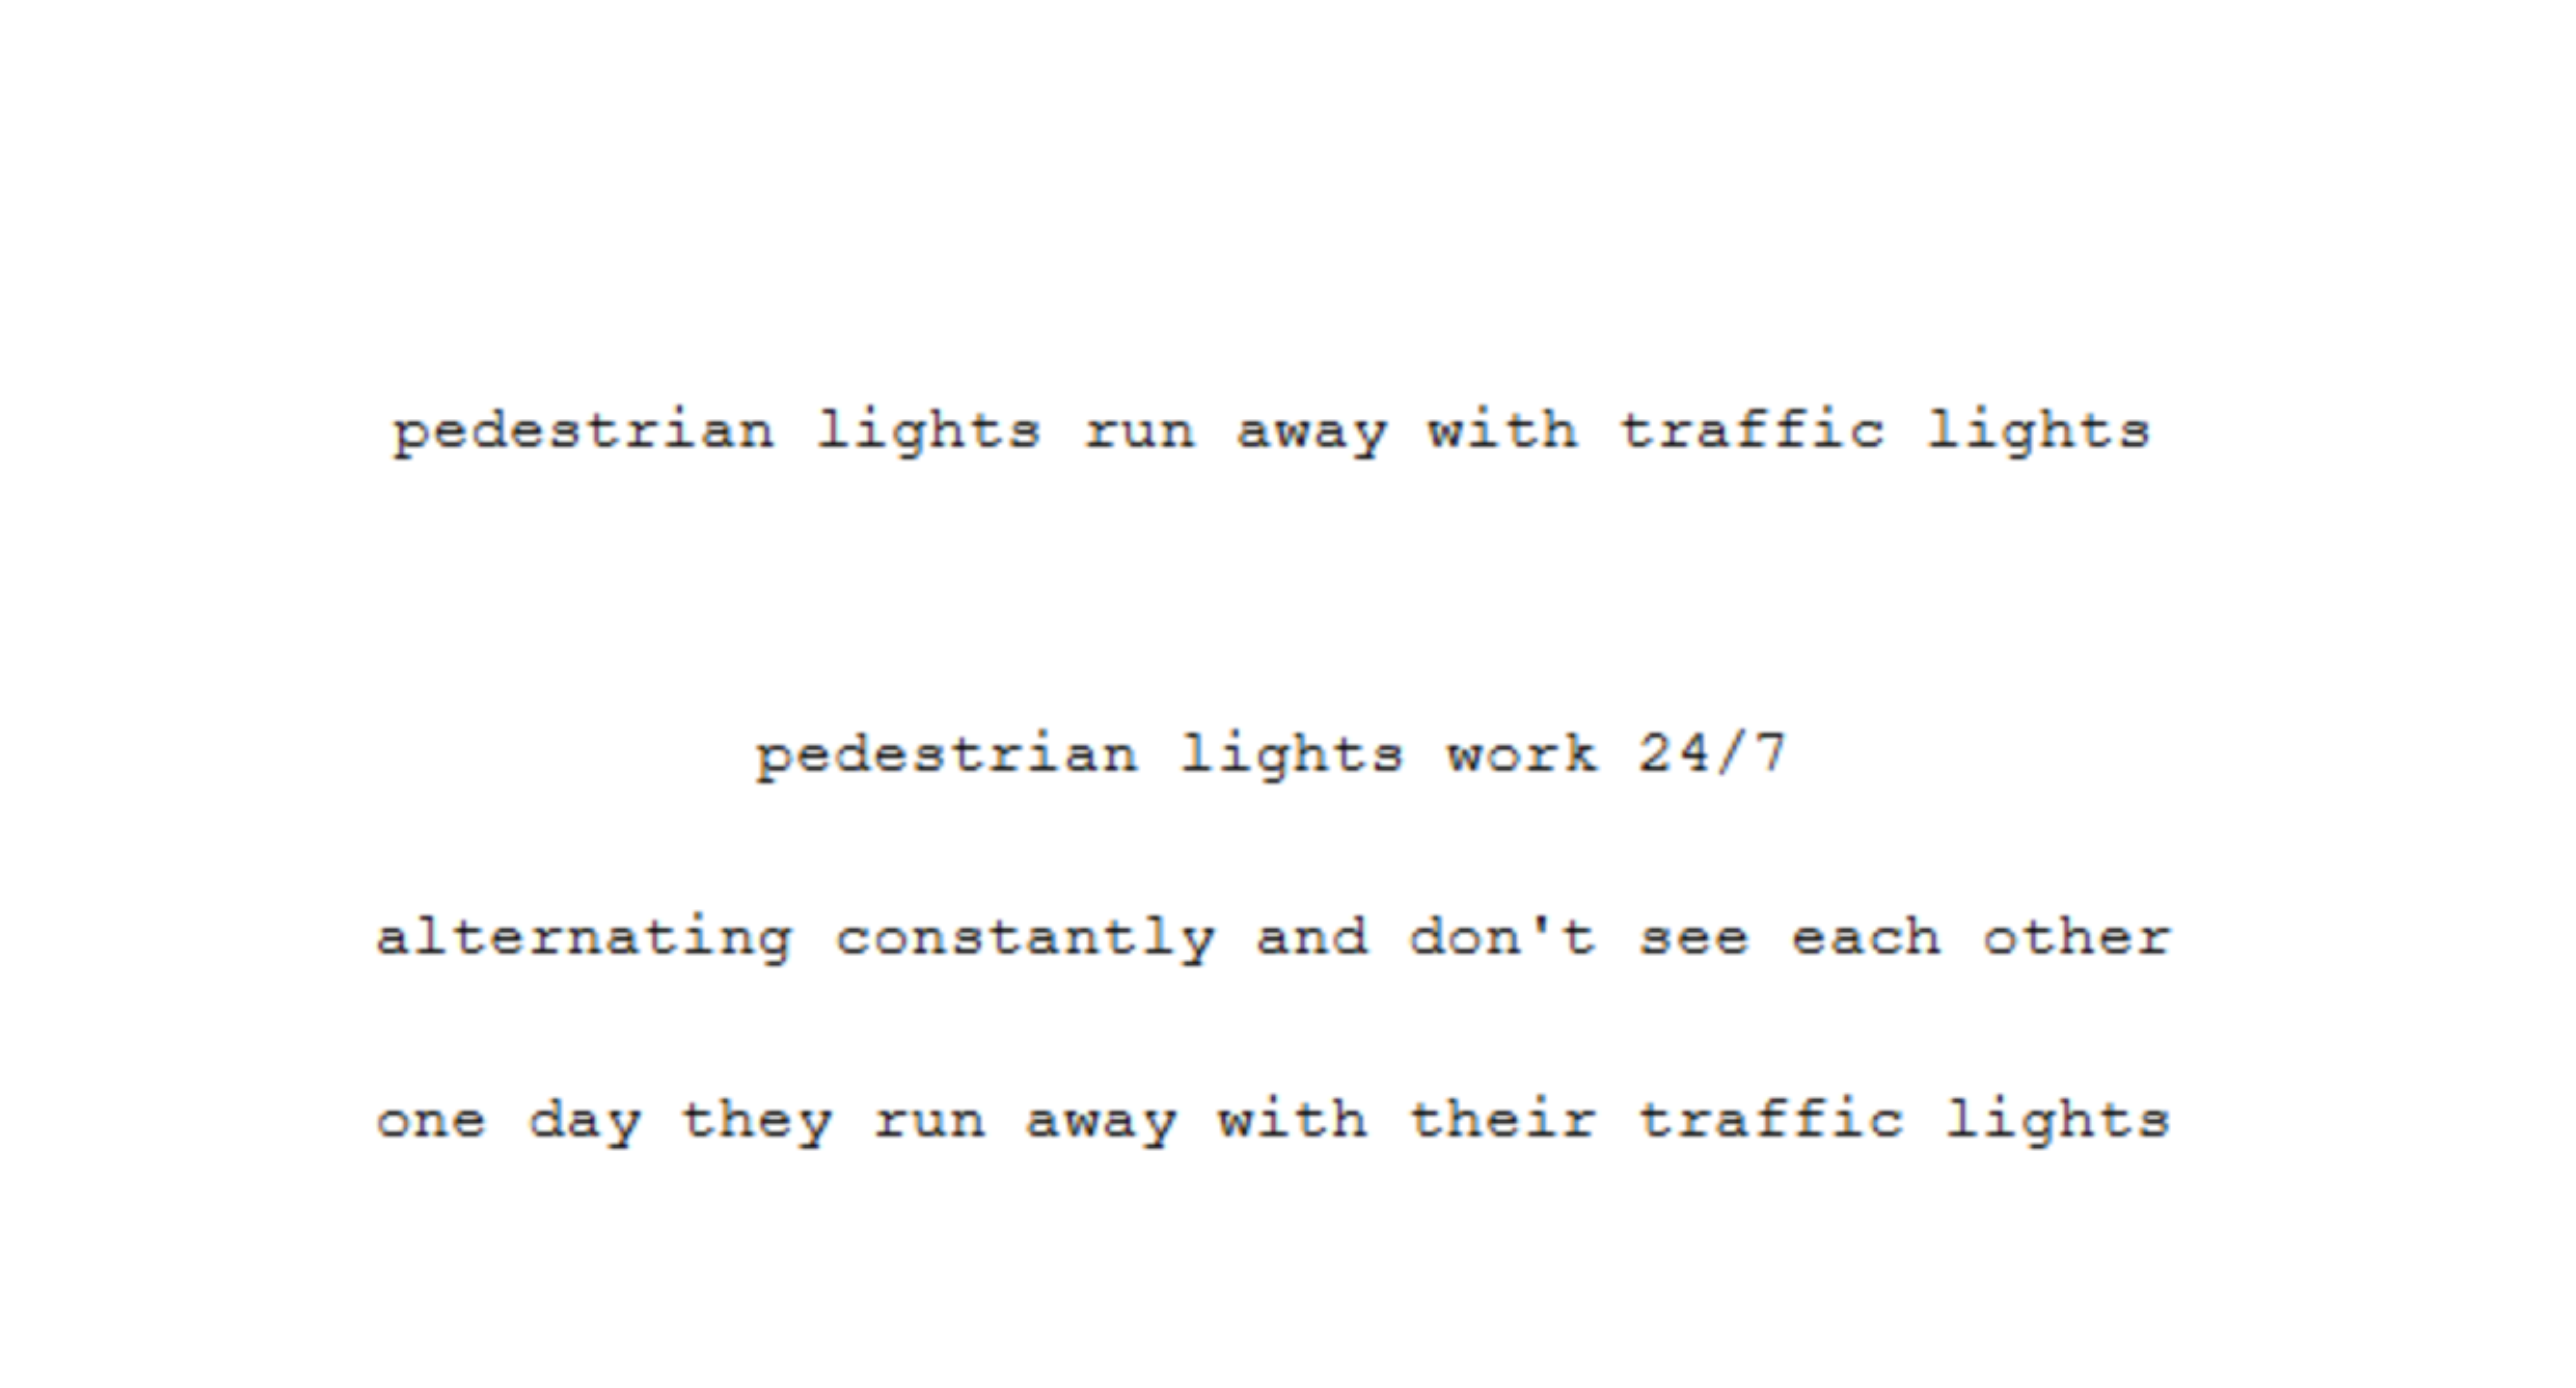 pedestrian lights run away with traffic lights
pedestrian lights work 24/7
alternating constantly and don't see each other
one day they run away with their traffic lights